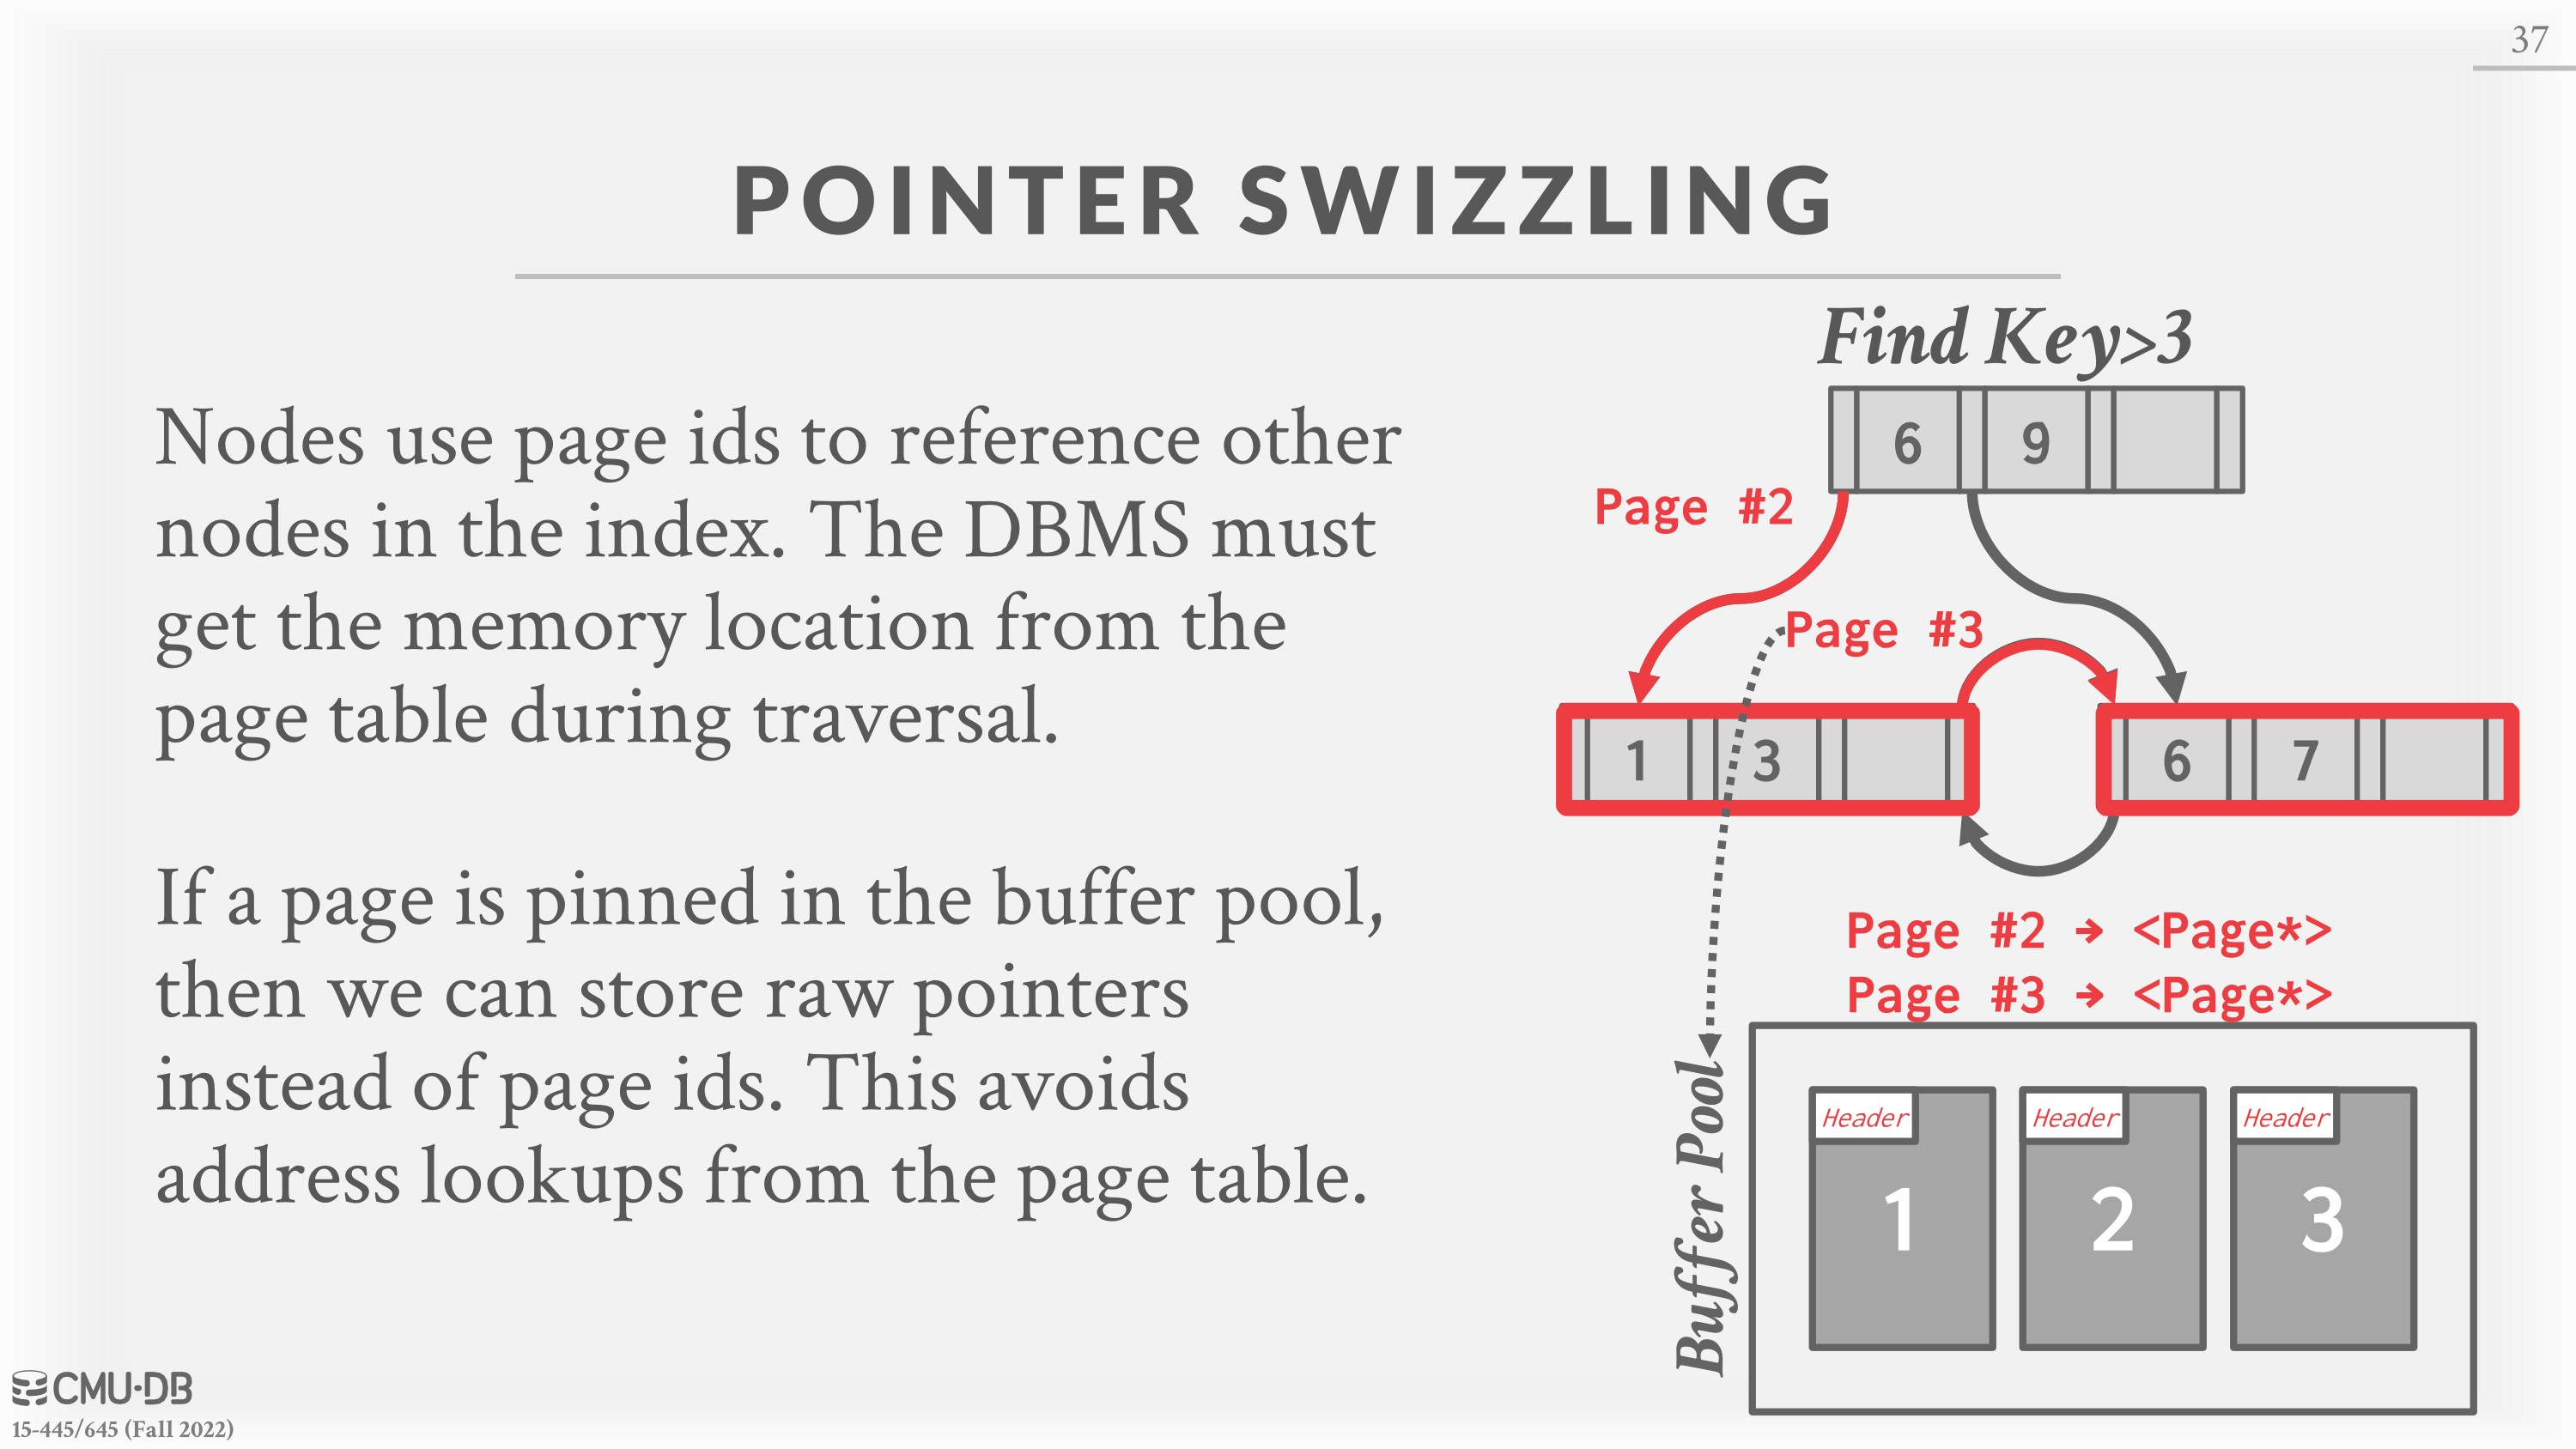 37
POINTER SWIZZLING
Nodes use page ids to reference other
nodes in the index. The DBMS must
get the memory location from the
page table during traversal.
If a page is pinned in the buffer pool,
then we can store raw pointers
instead of page ids. This avoids
address lookups from the page table.
Find Key>3
6 9
Page #2
Page #3
1 3
6 7
Page #2 → <Page*>
Page #3 → <Page*>
Buffer Pool
Header Header Header
1 2 3
CMU·DB
15-445/645 (Fall 2022)